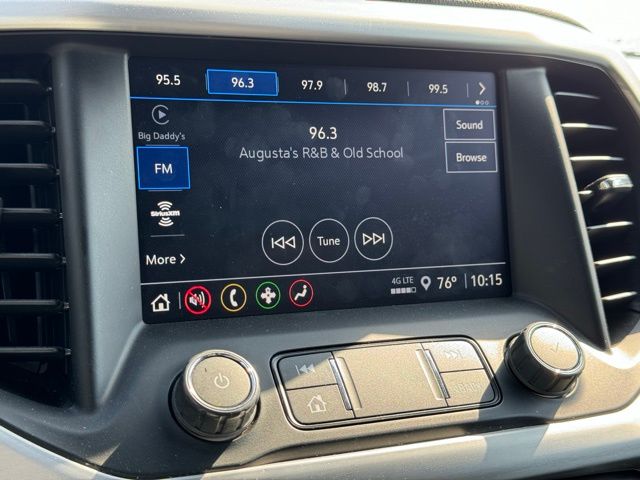 95.5 96.3 97.9 98.7 99.5
Big Daddy's
96.3
Sound
Augusta's R&B & Old School
Browse
FM
SiriusXM
Tune
More
4G LTE
76° 10:15